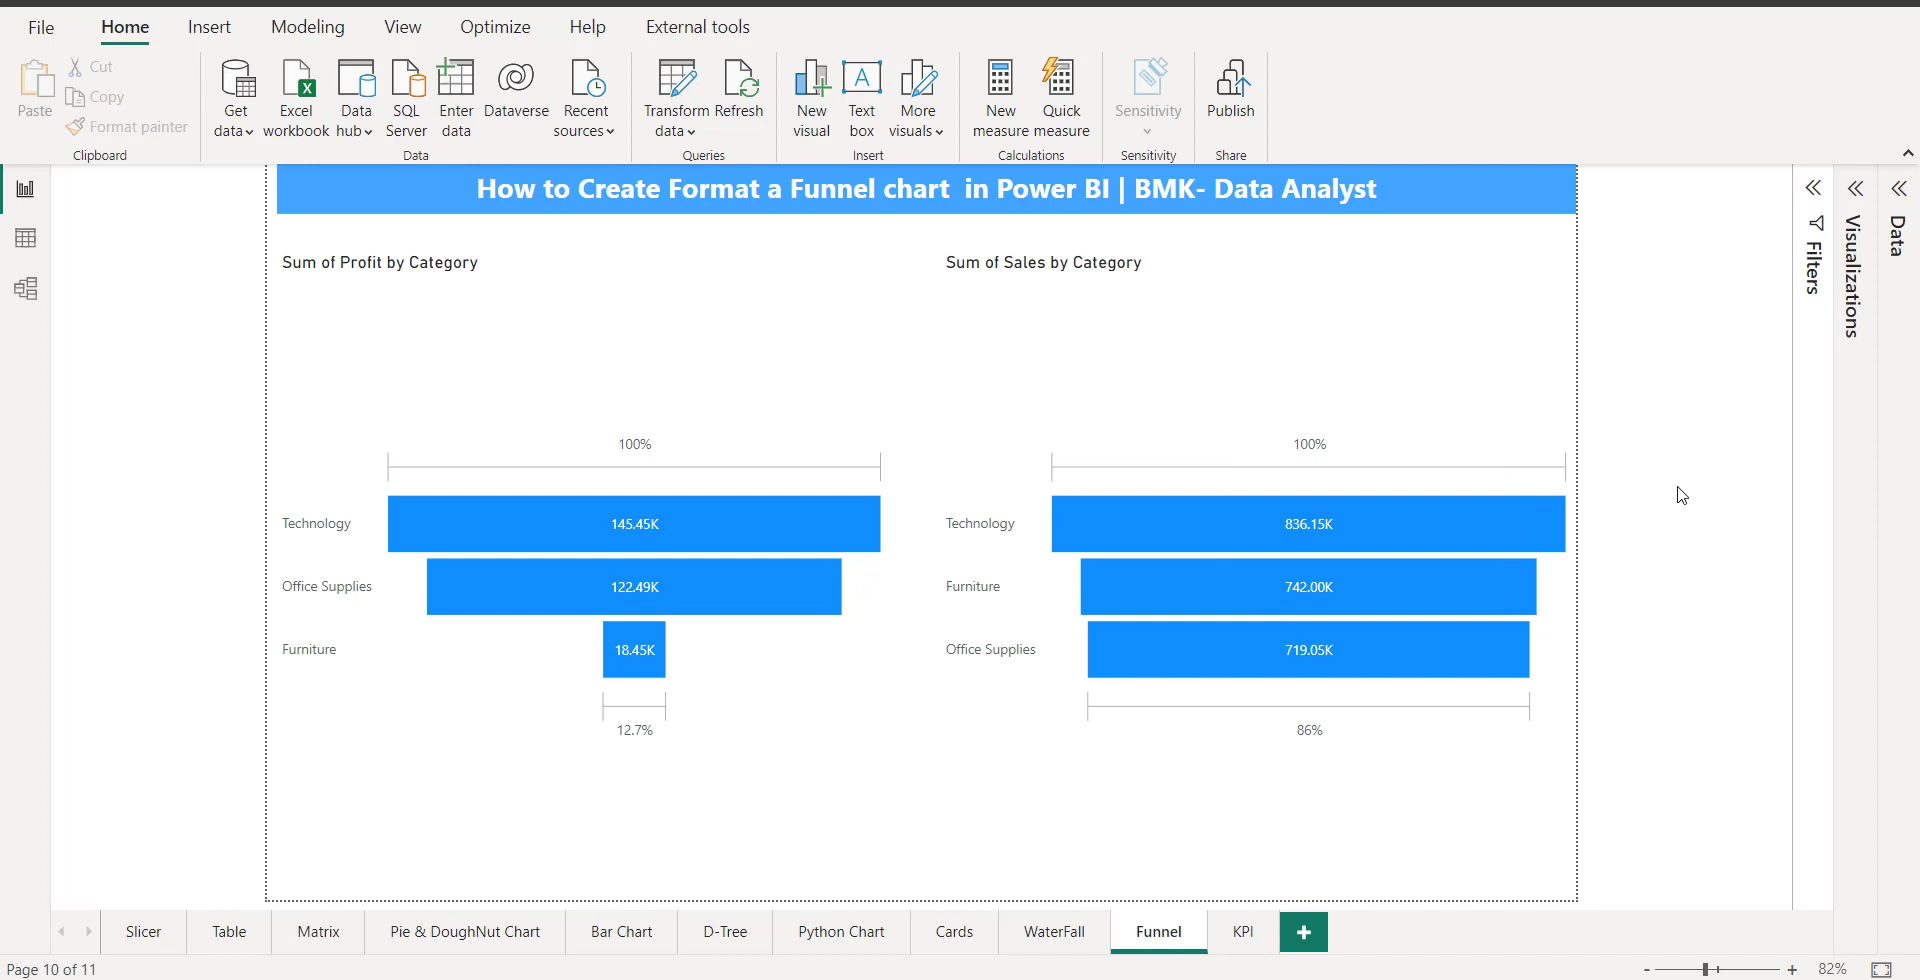 File Home Insert Modeling View Optimize Help External tools
Paste
Cut
Copy
Format painter
Clipboard
Get data
Excel workbook
Data hub
SQL Server
Enter data
Dataverse
Recent sources
Data
Transform data
Refresh
Queries
New visual
Text box
More visuals
Insert
New measure
Quick measure
Calculations
Sensitivity
Sensitivity
Publish
Share
How to Create Format a Funnel chart in Power BI | BMK- Data Analyst
Sum of Profit by Category
100%
Technology 145.45K
Office Supplies 122.49K
Furniture 18.45K
12.7%
Sum of Sales by Category
100%
Technology 836.15K
Furniture 742.00K
Office Supplies 719.05K
86%
Filters
Visualizations
Data
Slicer Table Matrix Pie & DoughNut Chart Bar Chart D-Tree Python Chart Cards WaterFall Funnel KPI +
Page 10 of 11
- + 82%